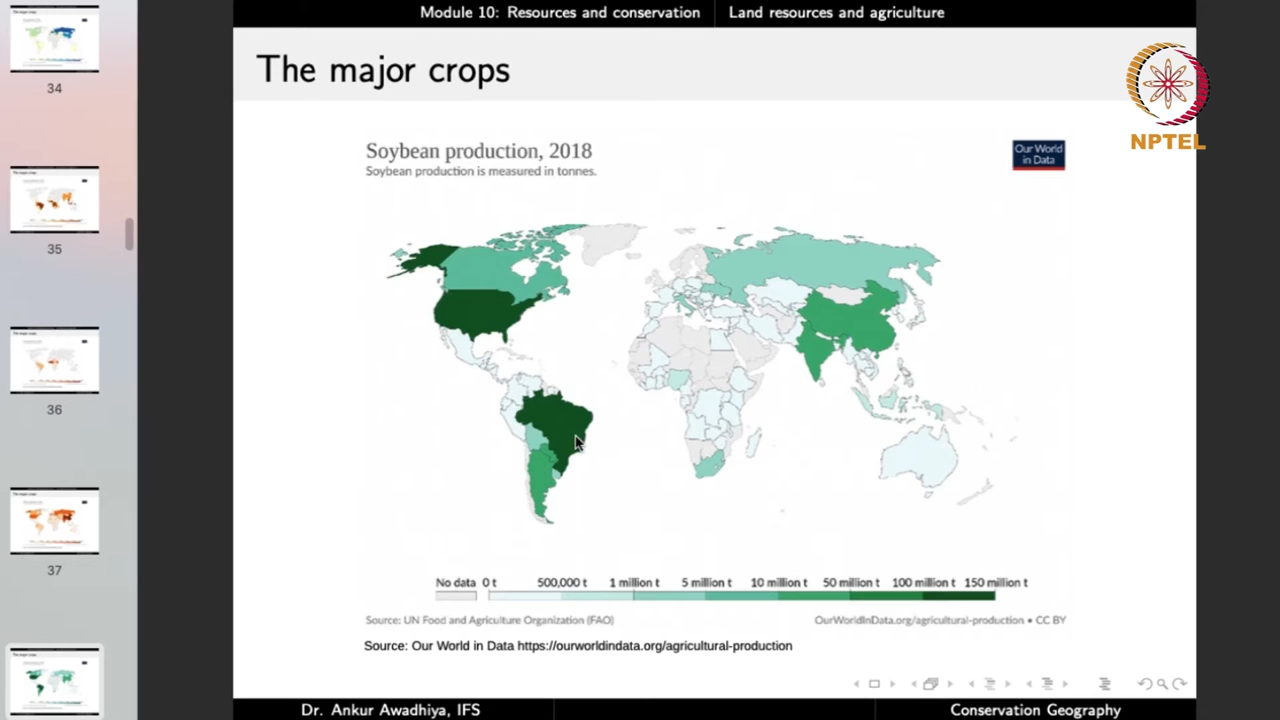 Module 10: Resources and conservation Land resources and agriculture
The major crops
NPTEL
Soybean production, 2018
Soybean production is measured in tonnes.
Our World
in Data
No data 0 t 500,000 t 1 million t 5 million t 10 million t 50 million t 100 million t 150 million t
Source: UN Food and Agriculture Organization (FAO) OurWorldInData.org/agricultural-production • CC BY
Source: Our World in Data https://ourworldindata.org/agricultural-production
Dr. Ankur Awadhiya, IFS Conservation Geography
34
35
36
37